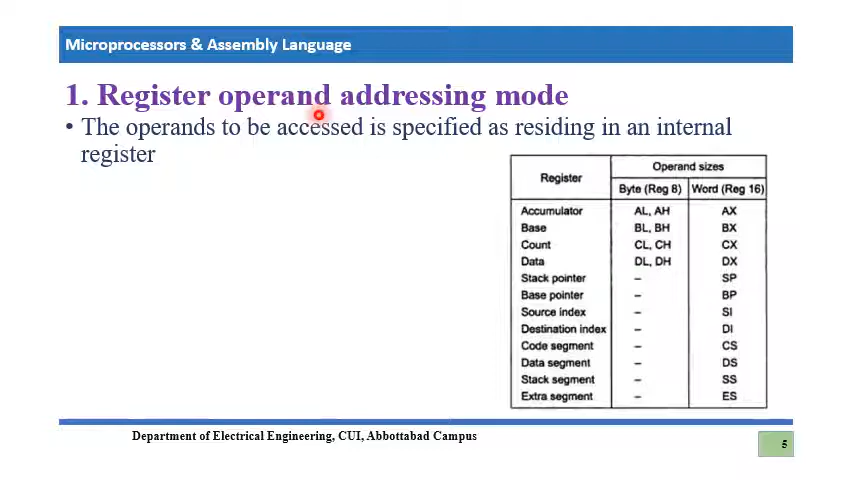 Microprocessors & Assembly Language
1. Register operand addressing mode
• The operands to be accessed is specified as residing in an internal
register
Register Operand sizes
Byte (Reg 8) Word (Reg 16)
Accumulator AL, AH AX
Base BL, BH BX
Count CL, CH CX
Data DL, DH DX
Stack pointer – SP
Base pointer – BP
Source index – SI
Destination index – DI
Code segment – CS
Data segment – DS
Stack segment – SS
Extra segment – ES
Department of Electrical Engineering, CUI, Abbottabad Campus
5